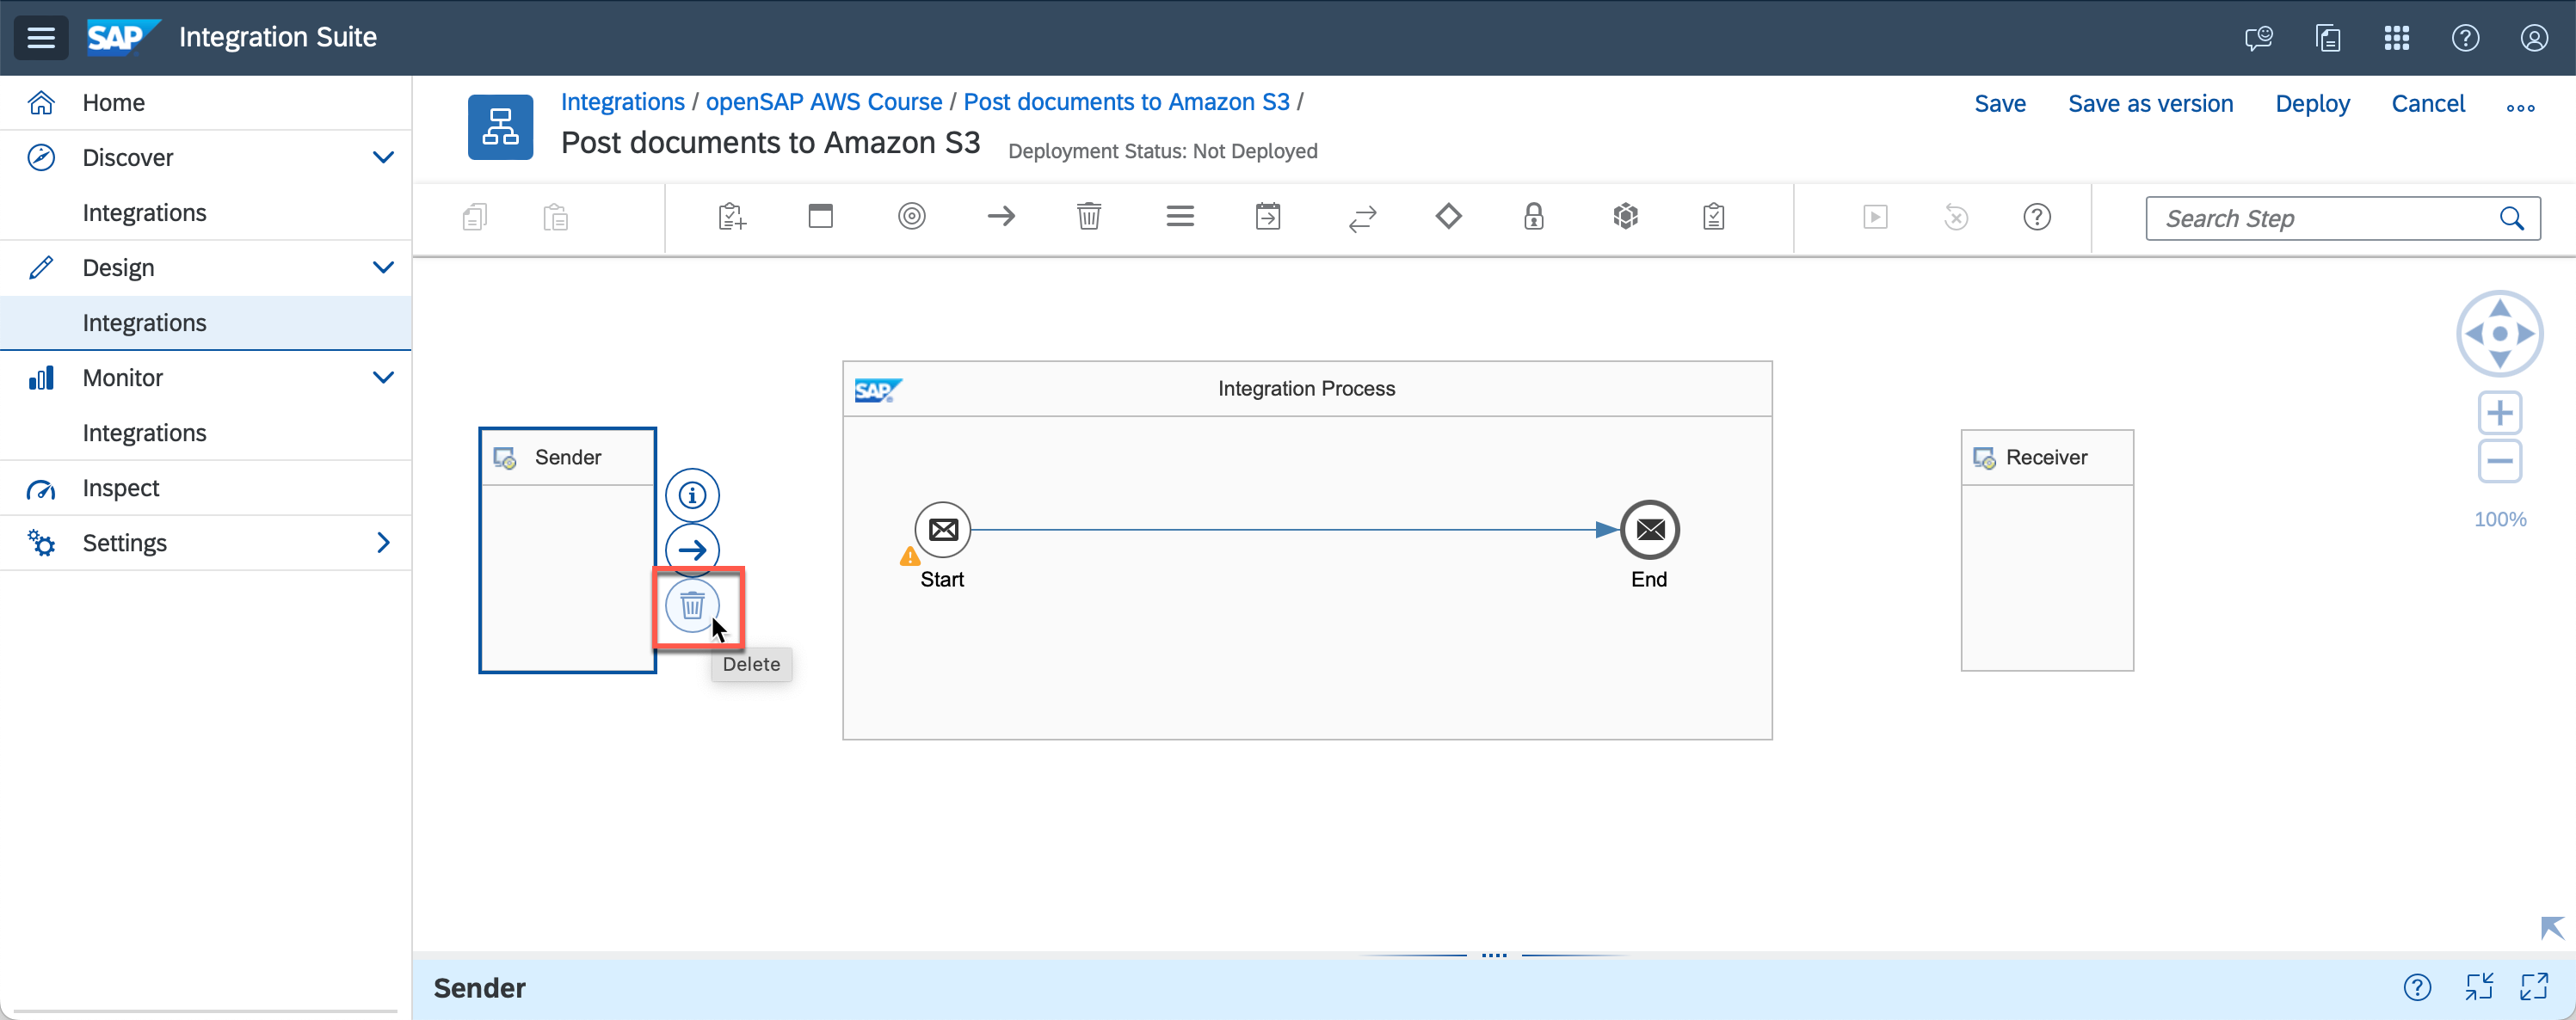 SAP Integration Suite
Home
Discover
Integrations
Design
Integrations
Monitor
Integrations
Inspect
Settings
Integrations / openSAP AWS Course / Post documents to Amazon S3 /
Post documents to Amazon S3 Deployment Status: Not Deployed
Save Save as version Deploy Cancel
Search Step
SAP Integration Process
Sender
Receiver
Start
End
Delete
100%
Sender